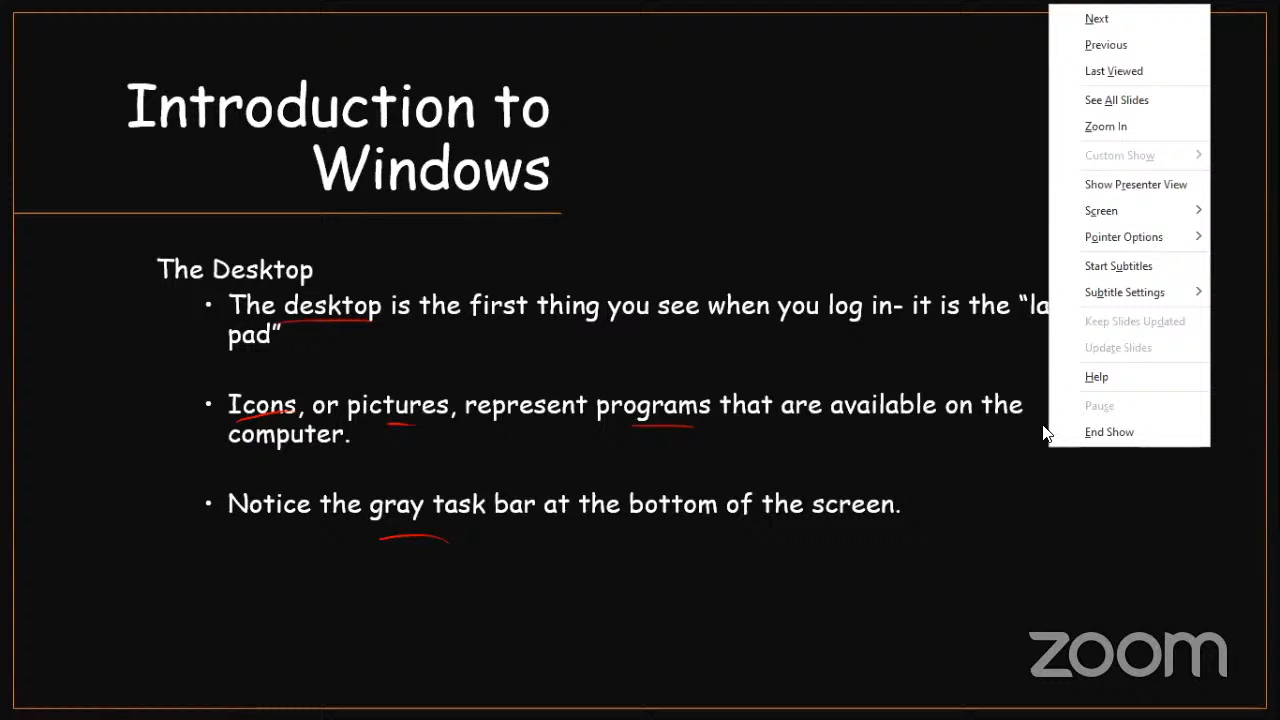 Introduction to
Windows
The Desktop
• The desktop is the first thing you see when you log in- it is the “la
pad”
• Icons, or pictures, represent programs that are available on the
computer.
• Notice the gray task bar at the bottom of the screen.
Next
Previous
Last Viewed
See All Slides
Zoom In
Custom Show
Show Presenter View
Screen
Pointer Options
Start Subtitles
Subtitle Settings
Keep Slides Updated
Update Slides
Help
Pause
End Show
zoom